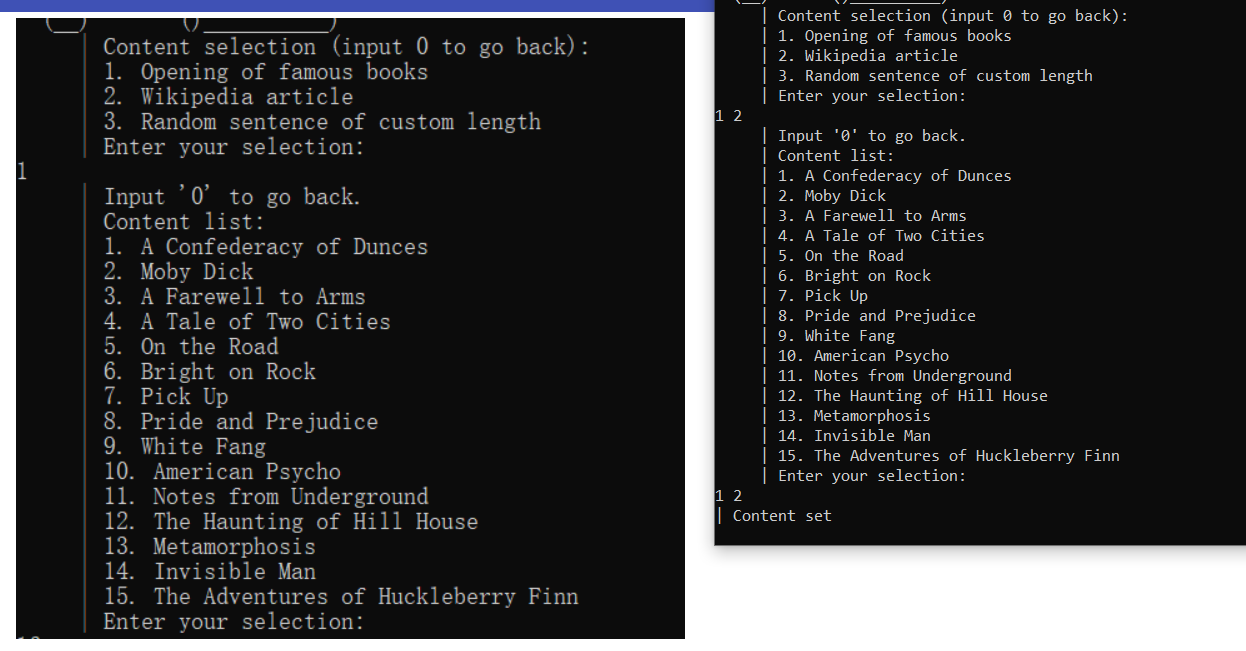 Content selection (input 0 to go back):
1. Opening of famous books
2. Wikipedia article
3. Random sentence of custom length
Enter your selection:
1
Input '0' to go back.
Content list:
1. A Confederacy of Dunces
2. Moby Dick
3. A Farewell to Arms
4. A Tale of Two Cities
5. On the Road
6. Bright on Rock
7. Pick Up
8. Pride and Prejudice
9. White Fang
10. American Psycho
11. Notes from Underground
12. The Haunting of Hill House
13. Metamorphosis
14. Invisible Man
15. The Adventures of Huckleberry Finn
Enter your selection:
| Content selection (input 0 to go back):
| 1. Opening of famous books
| 2. Wikipedia article
| 3. Random sentence of custom length
| Enter your selection:
1 2
| Input '0' to go back.
| Content list:
| 1. A Confederacy of Dunces
| 2. Moby Dick
| 3. A Farewell to Arms
| 4. A Tale of Two Cities
| 5. On the Road
| 6. Bright on Rock
| 7. Pick Up
| 8. Pride and Prejudice
| 9. White Fang
| 10. American Psycho
| 11. Notes from Underground
| 12. The Haunting of Hill House
| 13. Metamorphosis
| 14. Invisible Man
| 15. The Adventures of Huckleberry Finn
| Enter your selection:
1 2
| Content set